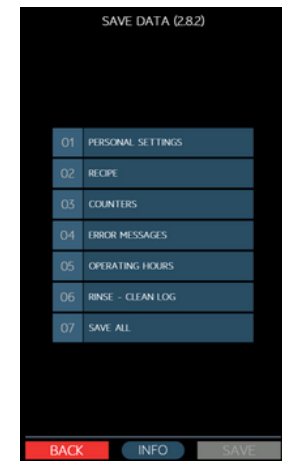 SAVE DATA (2.8.2)
01 PERSONAL SETTINGS
02 RECIPE
03 COUNTERS
04 ERROR MESSAGES
05 OPERATING HOURS
06 RINSE - CLEAN LOG
07 SAVE ALL
BACK INFO SAVE